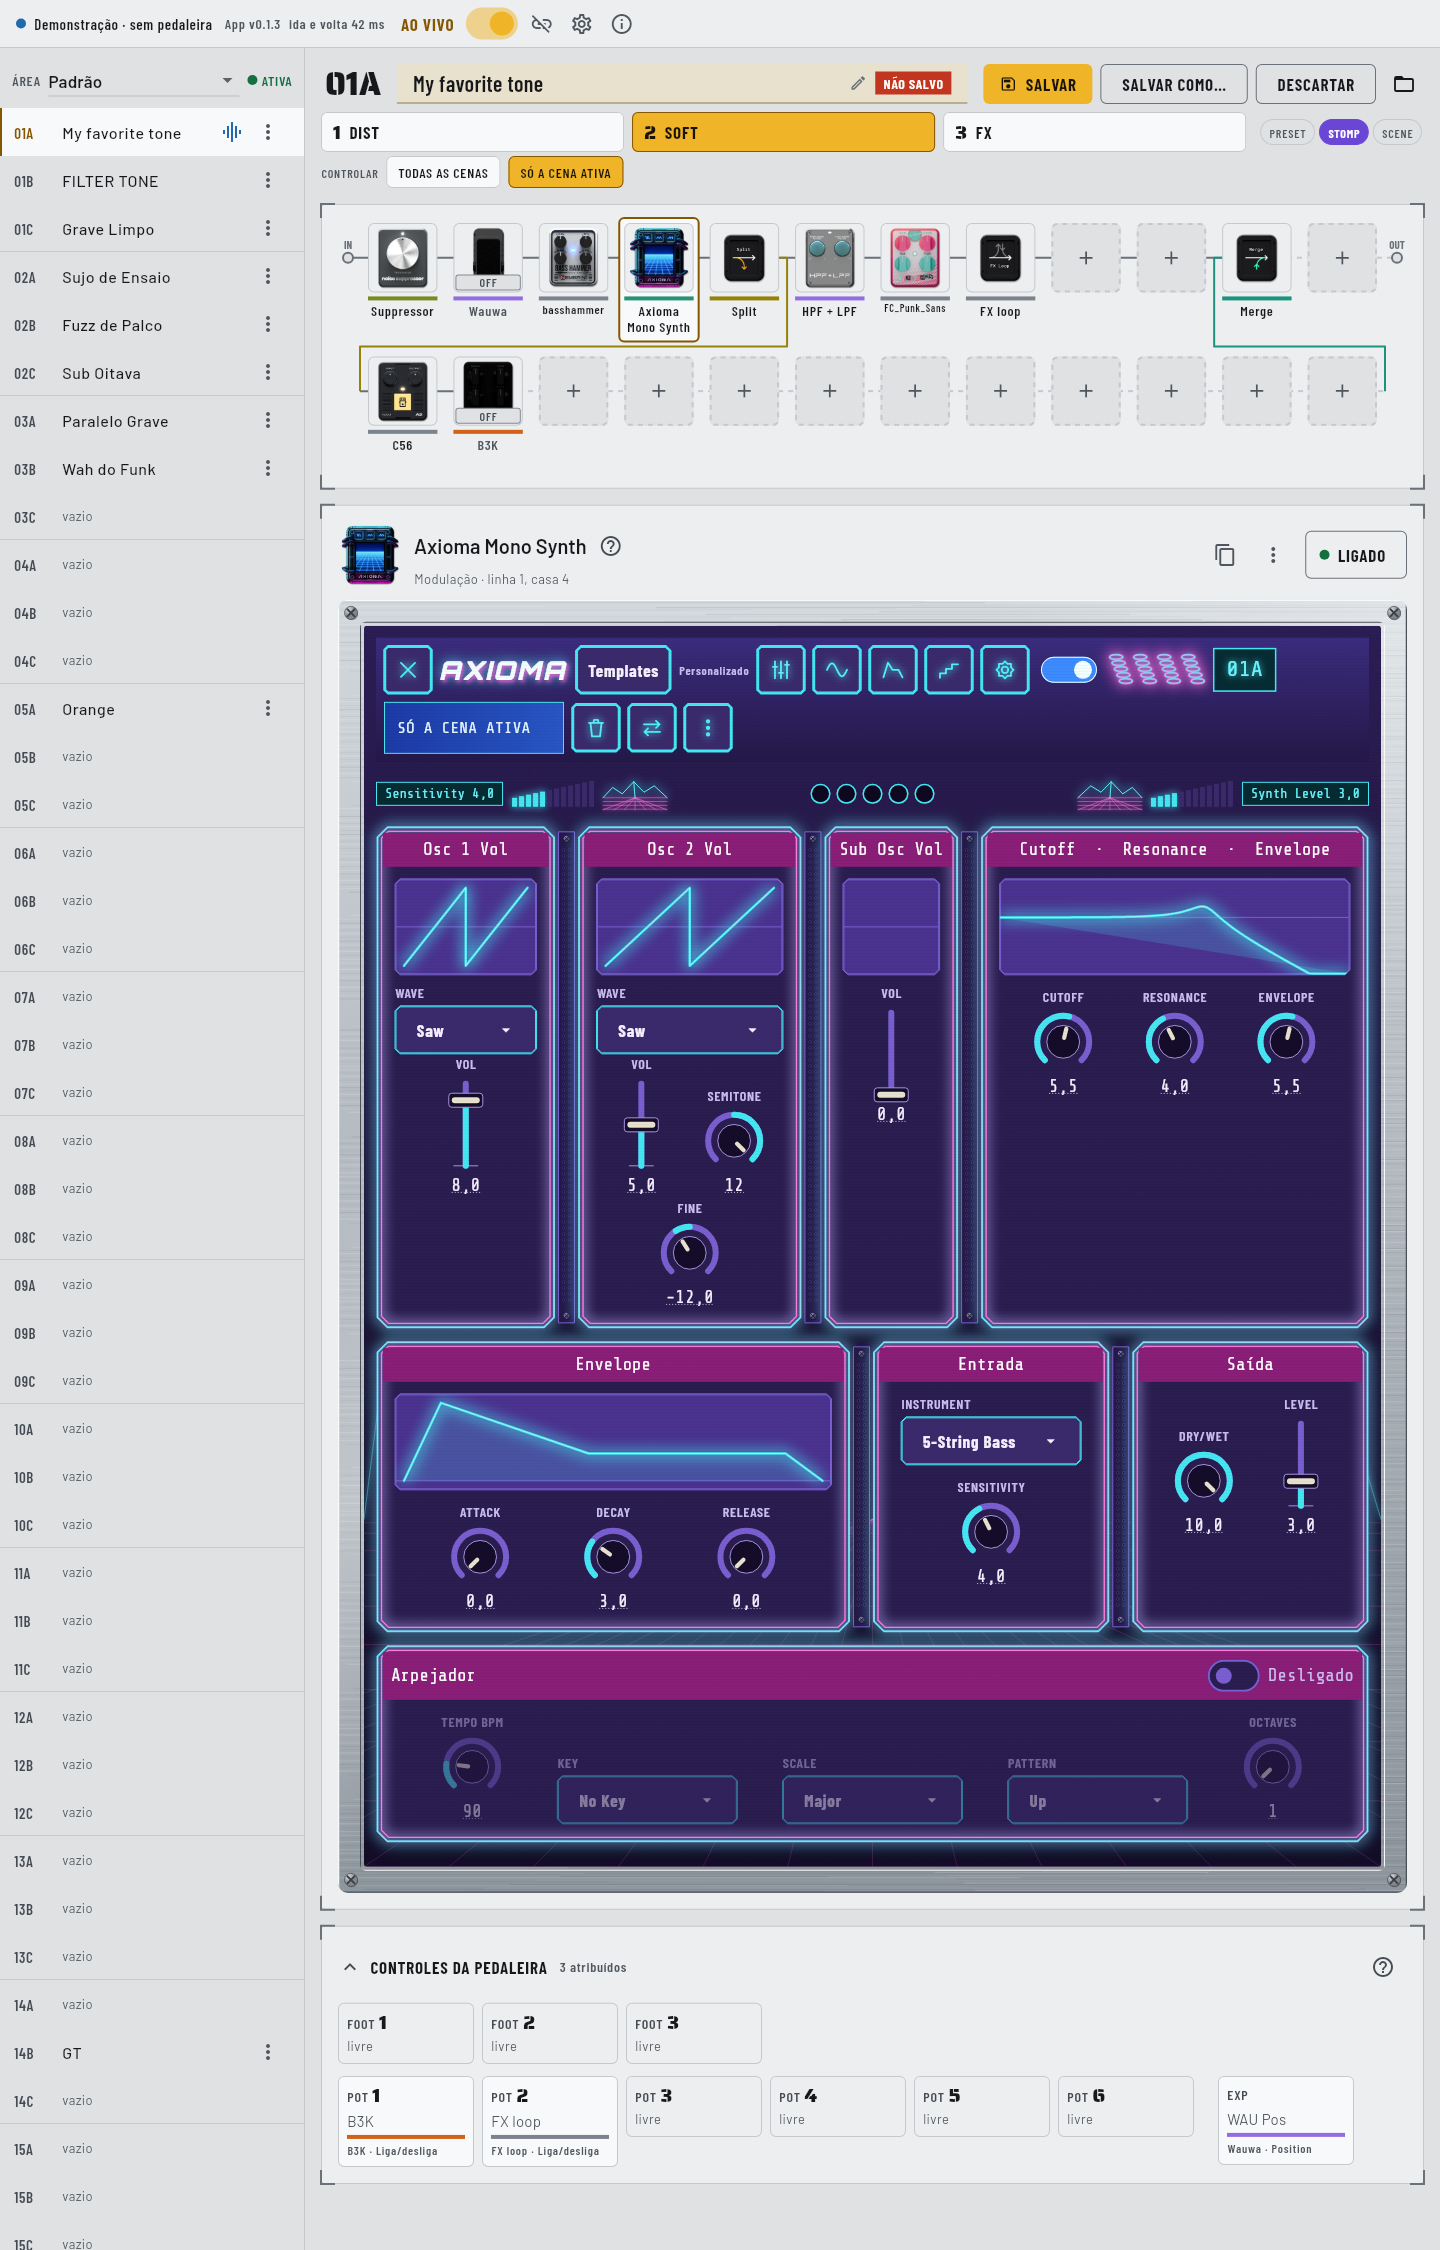 Demonstração · sem pedaleira App v0.1.3 ida e volta 42 ms AO VIVO
ÁREA Padrão ATIVA
01A My favorite tone
01B FILTER TONE
01C Grave Limpo
02A Sujo de Ensaio
02B Fuzz de Palco
02C Sub Oitava
03A Paralelo Grave
03B Wah do Funk
03C vazio
04A vazio
04B vazio
04C vazio
05A Orange
05B vazio
05C vazio
06A vazio
06B vazio
06C vazio
07A vazio
07B vazio
07C vazio
08A vazio
08B vazio
08C vazio
09A vazio
09B vazio
09C vazio
10A vazio
10B vazio
10C vazio
11A vazio
11B vazio
11C vazio
12A vazio
12B vazio
12C vazio
13A vazio
13B vazio
13C vazio
14A vazio
14B GT
14C vazio
15A vazio
15B vazio
15C vazio
01A My favorite tone NÃO SALVO SALVAR SALVAR COMO... DESCARTAR
1 DIST 2 SOFT 3 FX PRESET STOMP SCENE
CONTROLAR TODAS AS CENAS SÓ A CENA ATIVA
IN OUT
OFF Split FX Loop Merge
Suppressor Wauwa basshammer Axioma Mono Synth Split HPF + LPF FC_Punk_Sans FX loop Merge
OFF
C56 B3K
Axioma Mono Synth
Modulação · linha 1, casa 4
LIGADO
AXIOMA Templates Personalizado 01A
SÓ A CENA ATIVA
Sensitivity 4,0 Synth Level 3,0
Osc 1 Vol
WAVE
Saw
VOL
8,0
Osc 2 Vol
WAVE
Saw
VOL SEMITONE
5,0 12
FINE
-12,0
Sub Osc Vol
VOL
0,0
Cutoff · Resonance · Envelope
CUTOFF RESONANCE ENVELOPE
5,5 4,0 5,5
Envelope
ATTACK DECAY RELEASE
0,0 3,0 0,0
Entrada
INSTRUMENT
5-String Bass
SENSITIVITY
4,0
Saída
DRY/WET LEVEL
10,0 3,0
Arpejador Desligado
TEMPO BPM KEY SCALE PATTERN OCTAVES
90 No Key Major Up 1
CONTROLES DA PEDALEIRA 3 atribuídos
FOOT 1 FOOT 2 FOOT 3
livre livre livre
POT 1 POT 2 POT 3 POT 4 POT 5 POT 6 EXP
B3K FX loop livre livre livre livre WAU Pos
B3K · Liga/desliga FX loop · Liga/desliga Wauwa · Position